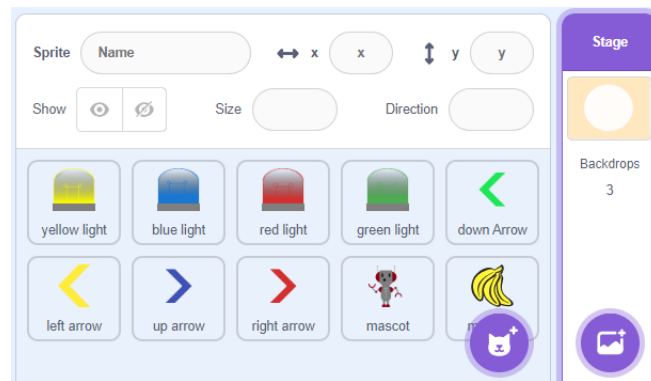 Sprite Name x x y y
Stage
Show Size Direction
Backdrops
3
yellow light blue light red light green light down Arrow
left arrow up arrow right arrow mascot